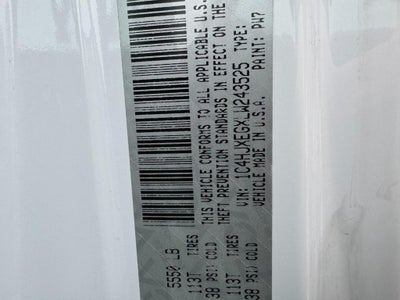 5550 LB
113T TIRES
38 PSI COLD
113T TIRES
38 PSI COLD
THIS VEHICLE CONFORMS TO ALL APPLICABLE U.S.
THEFT PREVENTION STANDARDS IN EFFECT ON THE
VIN: 1C4HJXEGXLW243525 TYPE:
VEHICLE MADE IN U.S.A. PAINT: PW7